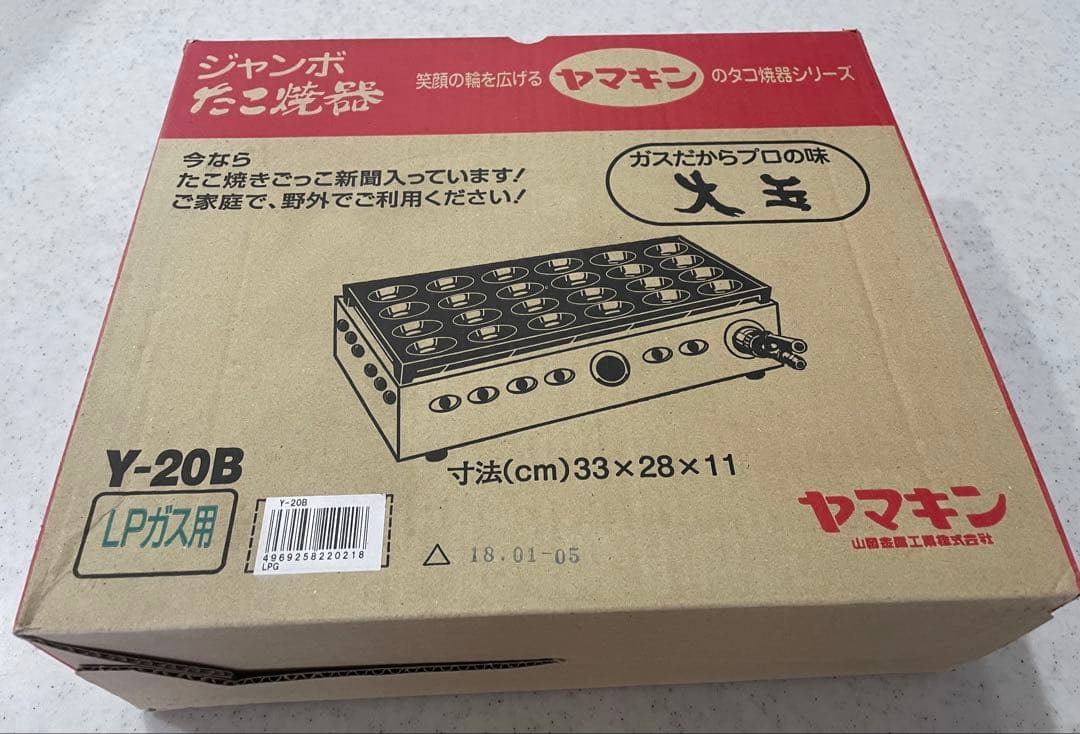 ジャンボ
たこ焼器
笑顔の輪を広げる ヤマキン のタコ焼器シリーズ
今なら
たこ焼きごっこ新聞入っています!
ご家庭で、野外でご利用ください!
ガスだからプロの味
火玉
Y-20B
寸法(cm)33×28×11
LPガス用
Y-20B
4969258220218
LPG
△ 18.01-05
ヤマキン
山岡金属工業株式会社